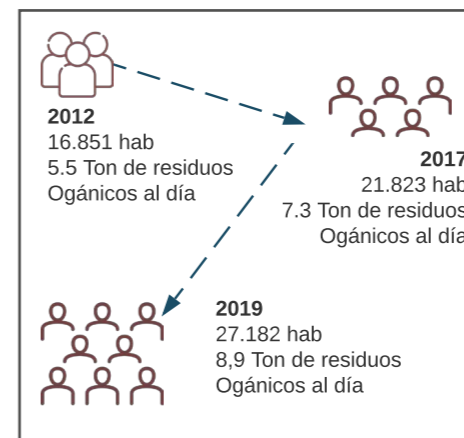 2012
16.851 hab
5.5 Ton de residuos
Ogánicos al día
2017
21.823 hab
7.3 Ton de residuos
Ogánicos al día
2019
27.182 hab
8,9 Ton de residuos
Ogánicos al día